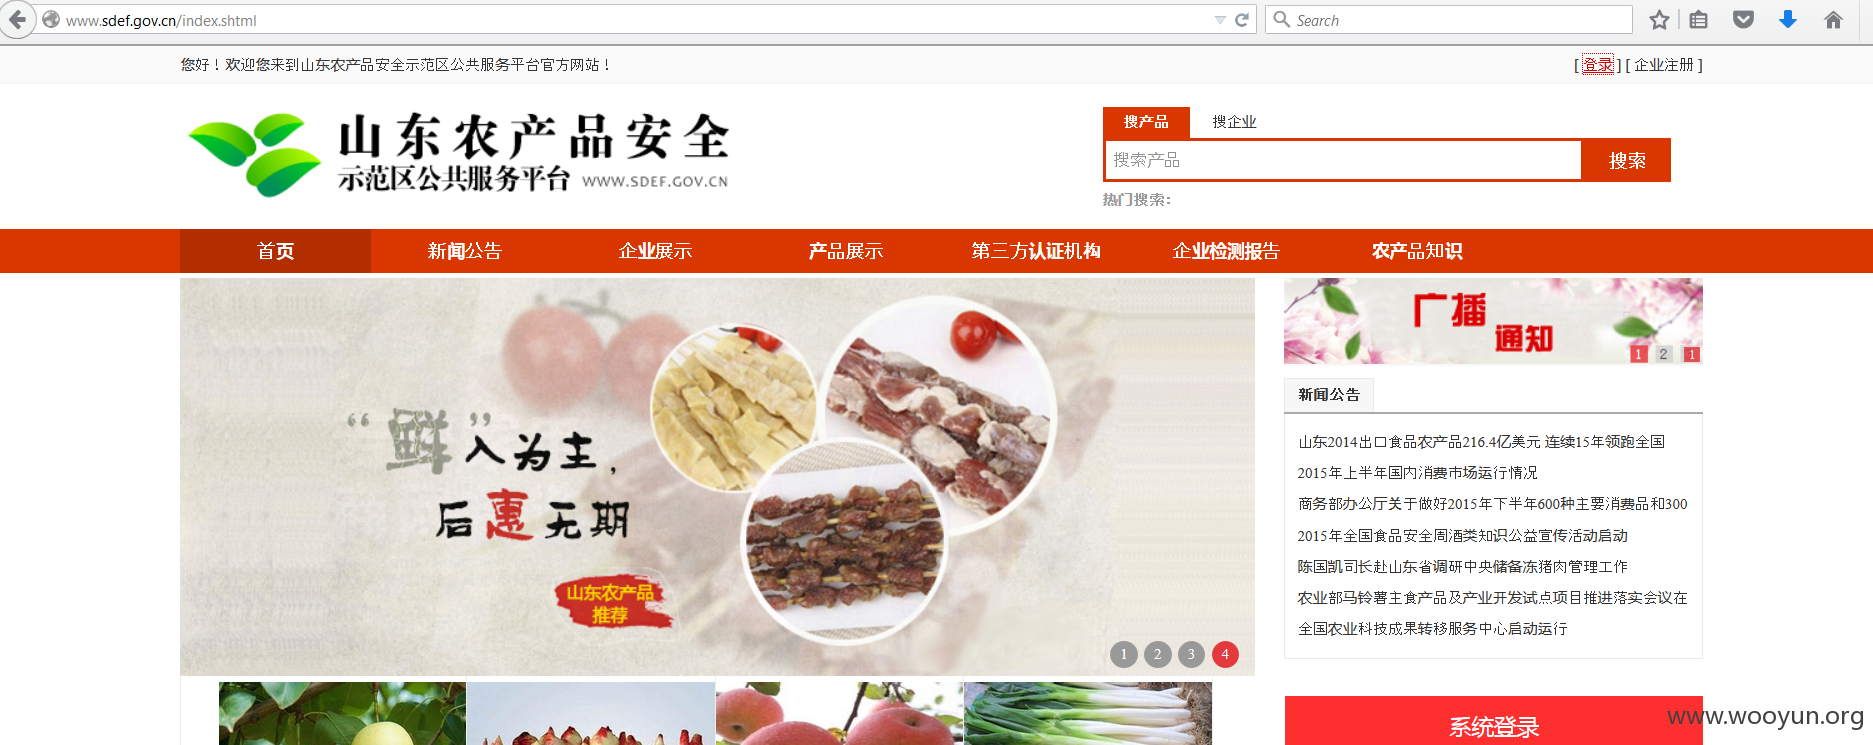 www.sdef.gov.cn/index.shtml
Search
您好！欢迎您来到山东农产品安全示范区公共服务平台官方网站！
[ 登录 ] [ 企业注册 ]
山东农产品安全
示范区公共服务平台 WWW.SDEF.GOV.CN
搜产品 搜企业
搜索产品 搜索
热门搜索:
首页 新闻公告 企业展示 产品展示 第三方认证机构 企业检测报告 农产品知识
“鲜”入为主，
后惠无期
山东农产品
推荐
1 2 3 4
广播
通知
1 2 1
新闻公告
山东2014出口食品农产品216.4亿美元 连续15年领跑全国
2015年上半年国内消费市场运行情况
商务部办公厅关于做好2015年下半年600种主要消费品和300
2015年全国食品安全周酒类知识公益宣传活动启动
陈国凯司长赴山东省调研中央储备冻猪肉管理工作
农业部马铃薯主食产品及产业开发试点项目推进落实会议在
全国农业科技成果转移服务中心启动运行
系统登录
www.wooyun.org